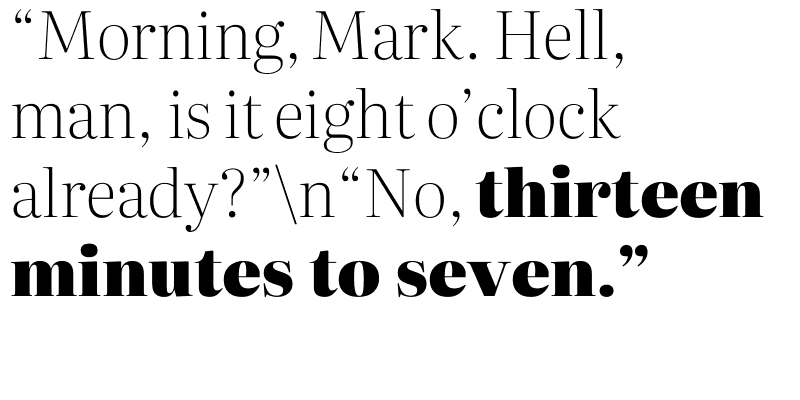 “Morning, Mark. Hell,
man, is it eight o’clock
already?”\n“No, thirteen
minutes to seven.”